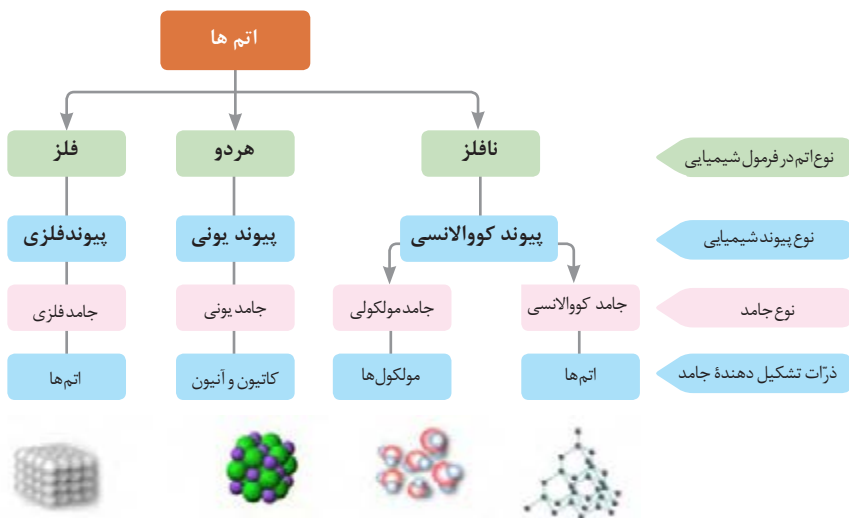 اتم ها
نوع اتم در فرمول شیمیایی
نافلز
هر دو
فلز
نوع پیوند شیمیایی
پیوند کووالانسی
پیوند یونی
پیوند فلزی
نوع جامد
جامد کووالانسی
جامد مولکولی
جامد یونی
جامد فلزی
ذرّات تشکیل دهندهٔ جامد
اتم‌ها
مولکول‌ها
کاتیون و آنیون
اتم‌ها